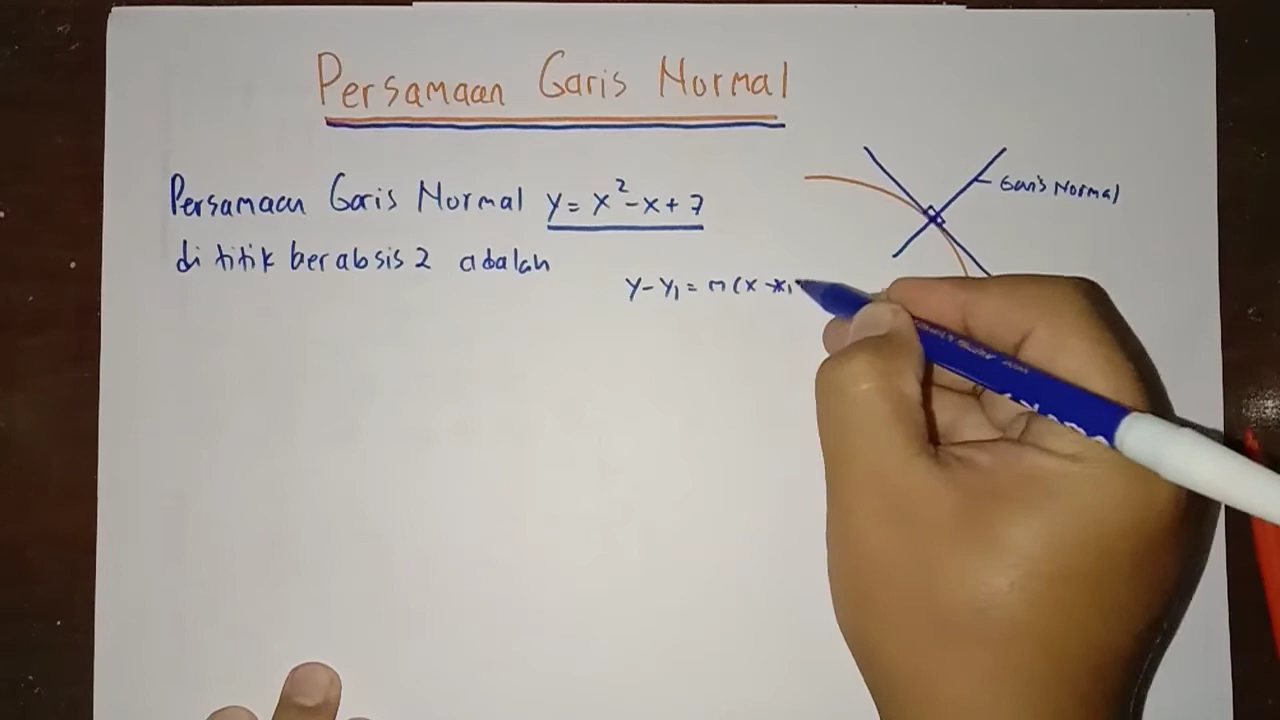 Persamaan Garis Normal
Persamaan Garis Normal y = x² - x + 7
di titik berabsis 2 adalah
Garis Normal
y - y₁ = m(x - x₁